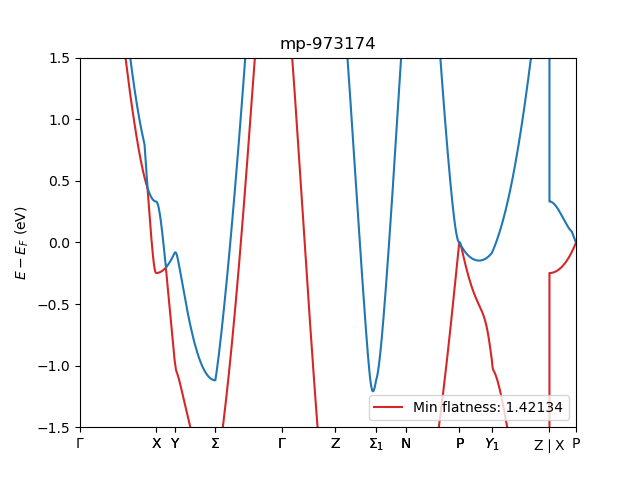 mp-973174
1.5
1.0
0.5
0.0
−0.5
−1.0
−1.5
E − E_F (eV)
Min flatness: 1.42134
Γ X Y Σ Γ Z Σ₁ N P Y₁ Z | X P